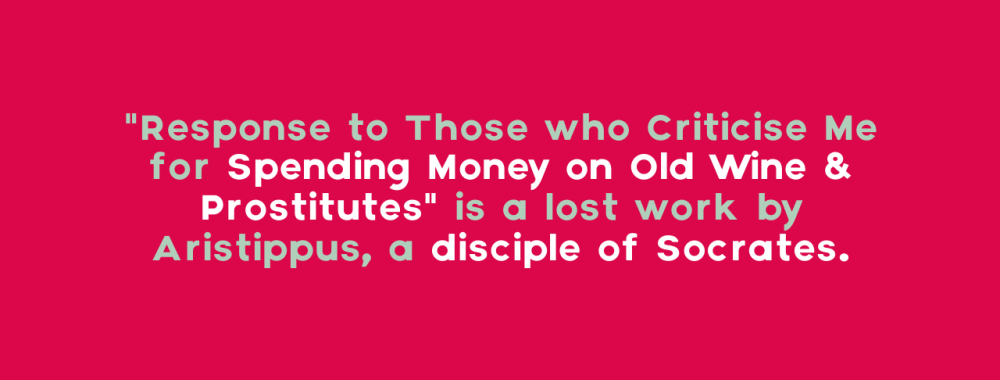 "Response to Those who Criticise Me
for Spending Money on Old Wine &
Prostitutes" is a lost work by
Aristippus, a disciple of Socrates.